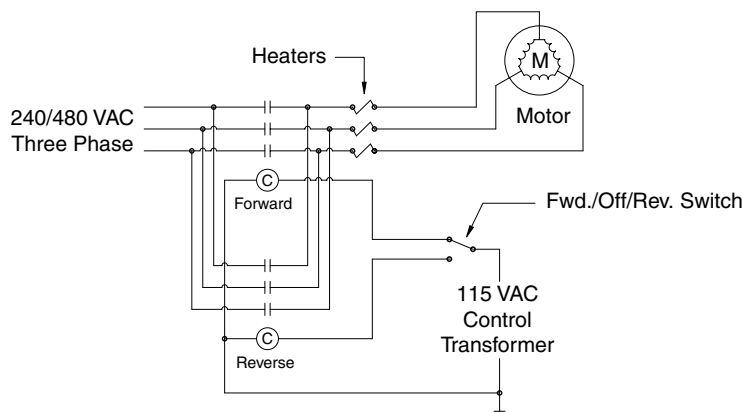 Heaters
M
240/480 VAC
Three Phase
Motor
C
Forward
Fwd./Off/Rev. Switch
115 VAC
Control
Transformer
C
Reverse